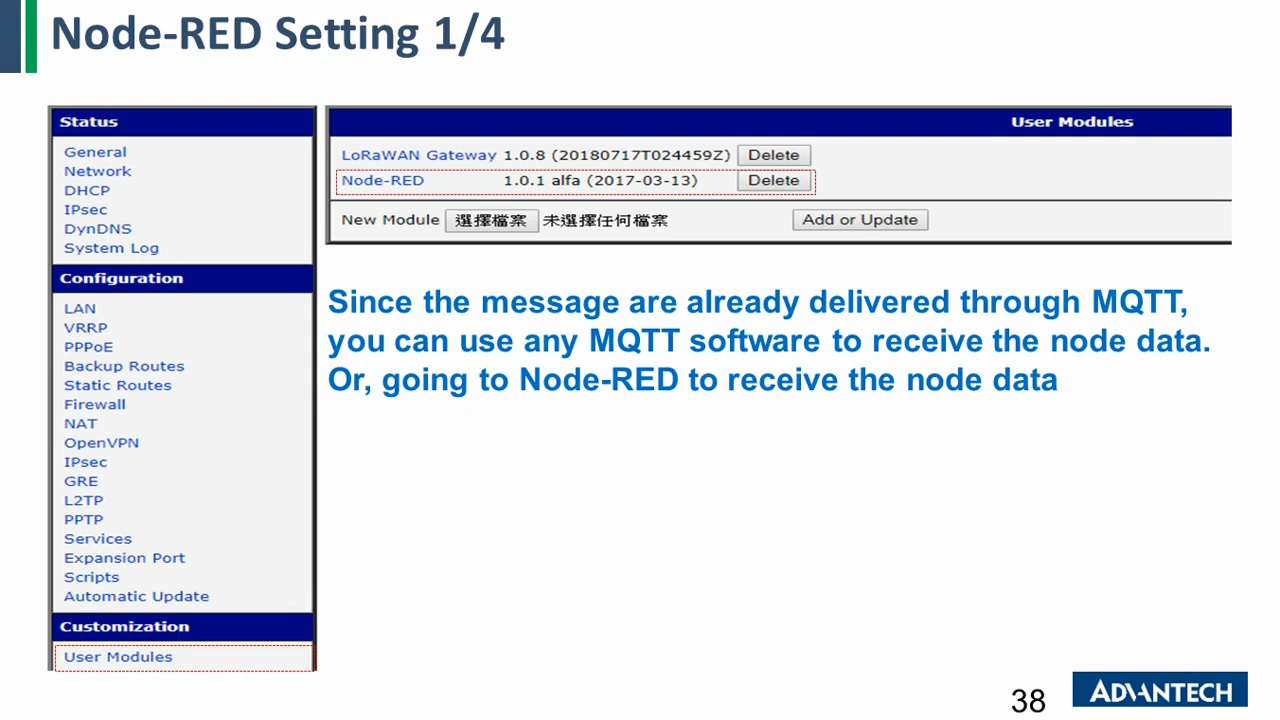 Node-RED Setting 1/4
Status
General
Network
DHCP
IPsec
DynDNS
System Log
Configuration
LAN
VRRP
PPPoE
Backup Routes
Static Routes
Firewall
NAT
OpenVPN
IPsec
GRE
L2TP
PPTP
Services
Expansion Port
Scripts
Automatic Update
Customization
User Modules
User Modules
LoRaWAN Gateway 1.0.8 (20180717T024459Z) Delete
Node-RED 1.0.1 alfa (2017-03-13) Delete
New Module 選擇檔案 未選擇任何檔案 Add or Update
Since the message are already delivered through MQTT,
you can use any MQTT software to receive the node data.
Or, going to Node-RED to receive the node data
38
ADVANTECH